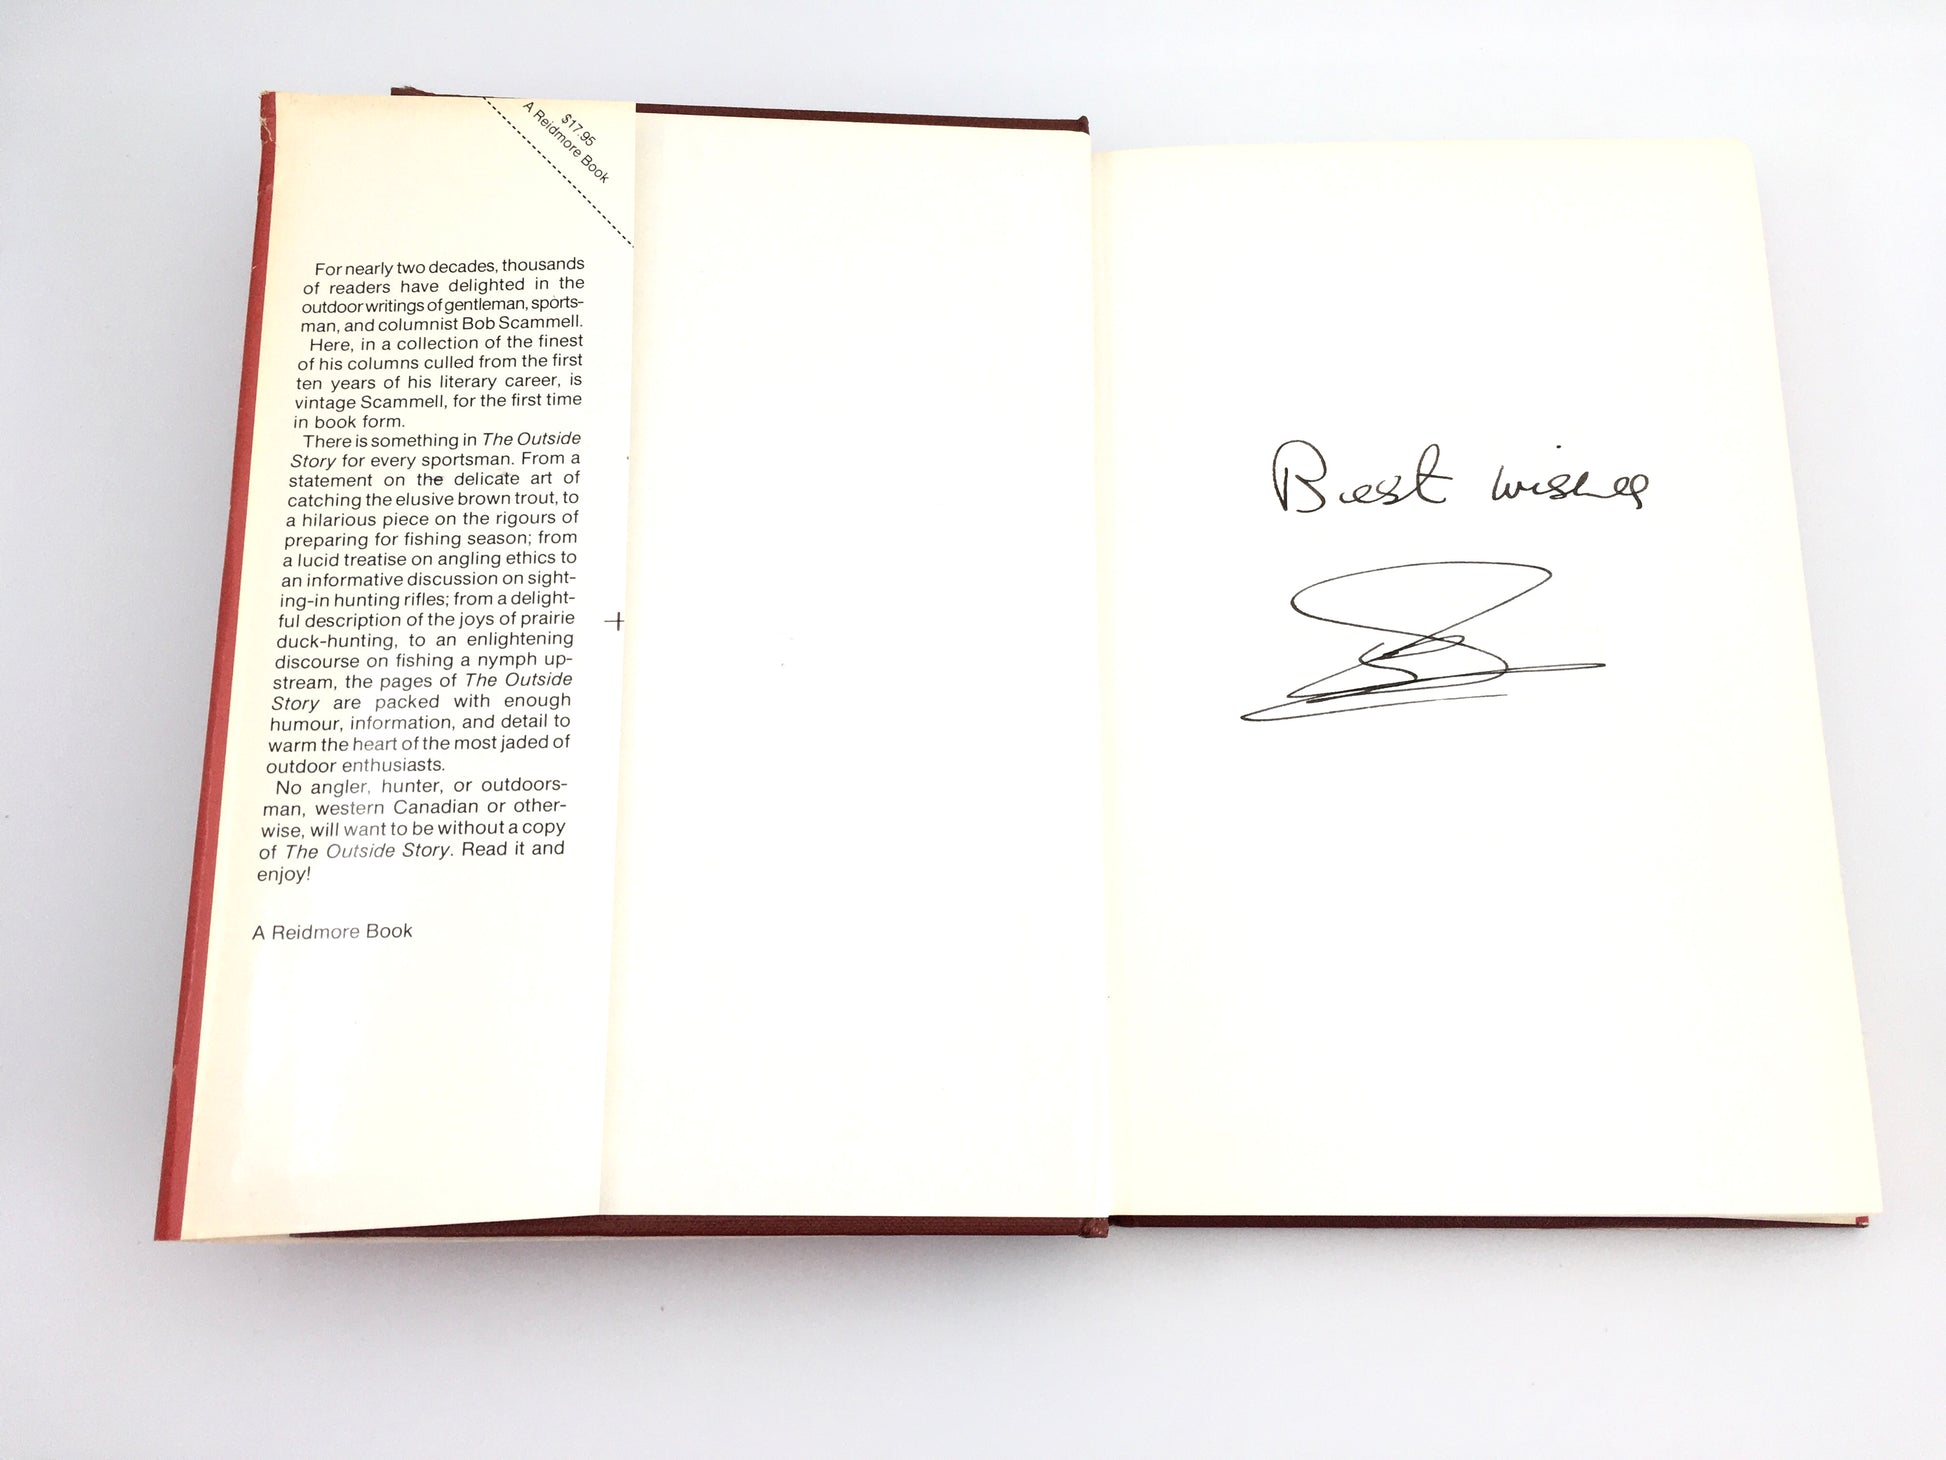 $17.95
A Reidmore Book
For nearly two decades, thousands
of readers have delighted in the
outdoor writings of gentleman, sports-
man, and columnist Bob Scammell.
Here, in a collection of the finest
of his columns culled from the first
ten years of his literary career, is
vintage Scammell, for the first time
in book form.
There is something in The Outside
Story for every sportsman. From a
statement on the delicate art of
catching the elusive brown trout, to
a hilarious piece on the rigours of
preparing for fishing season; from
a lucid treatise on angling ethics to
an informative discussion on sight-
ing-in hunting rifles; from a delight-
ful description of the joys of prairie
duck-hunting, to an enlightening
discourse on fishing a nymph up-
stream, the pages of The Outside
Story are packed with enough
humour, information, and detail to
warm the heart of the most jaded of
outdoor enthusiasts.
No angler, hunter, or outdoors-
man, western Canadian or other-
wise, will want to be without a copy
of The Outside Story. Read it and
enjoy!
A Reidmore Book
Best wishes